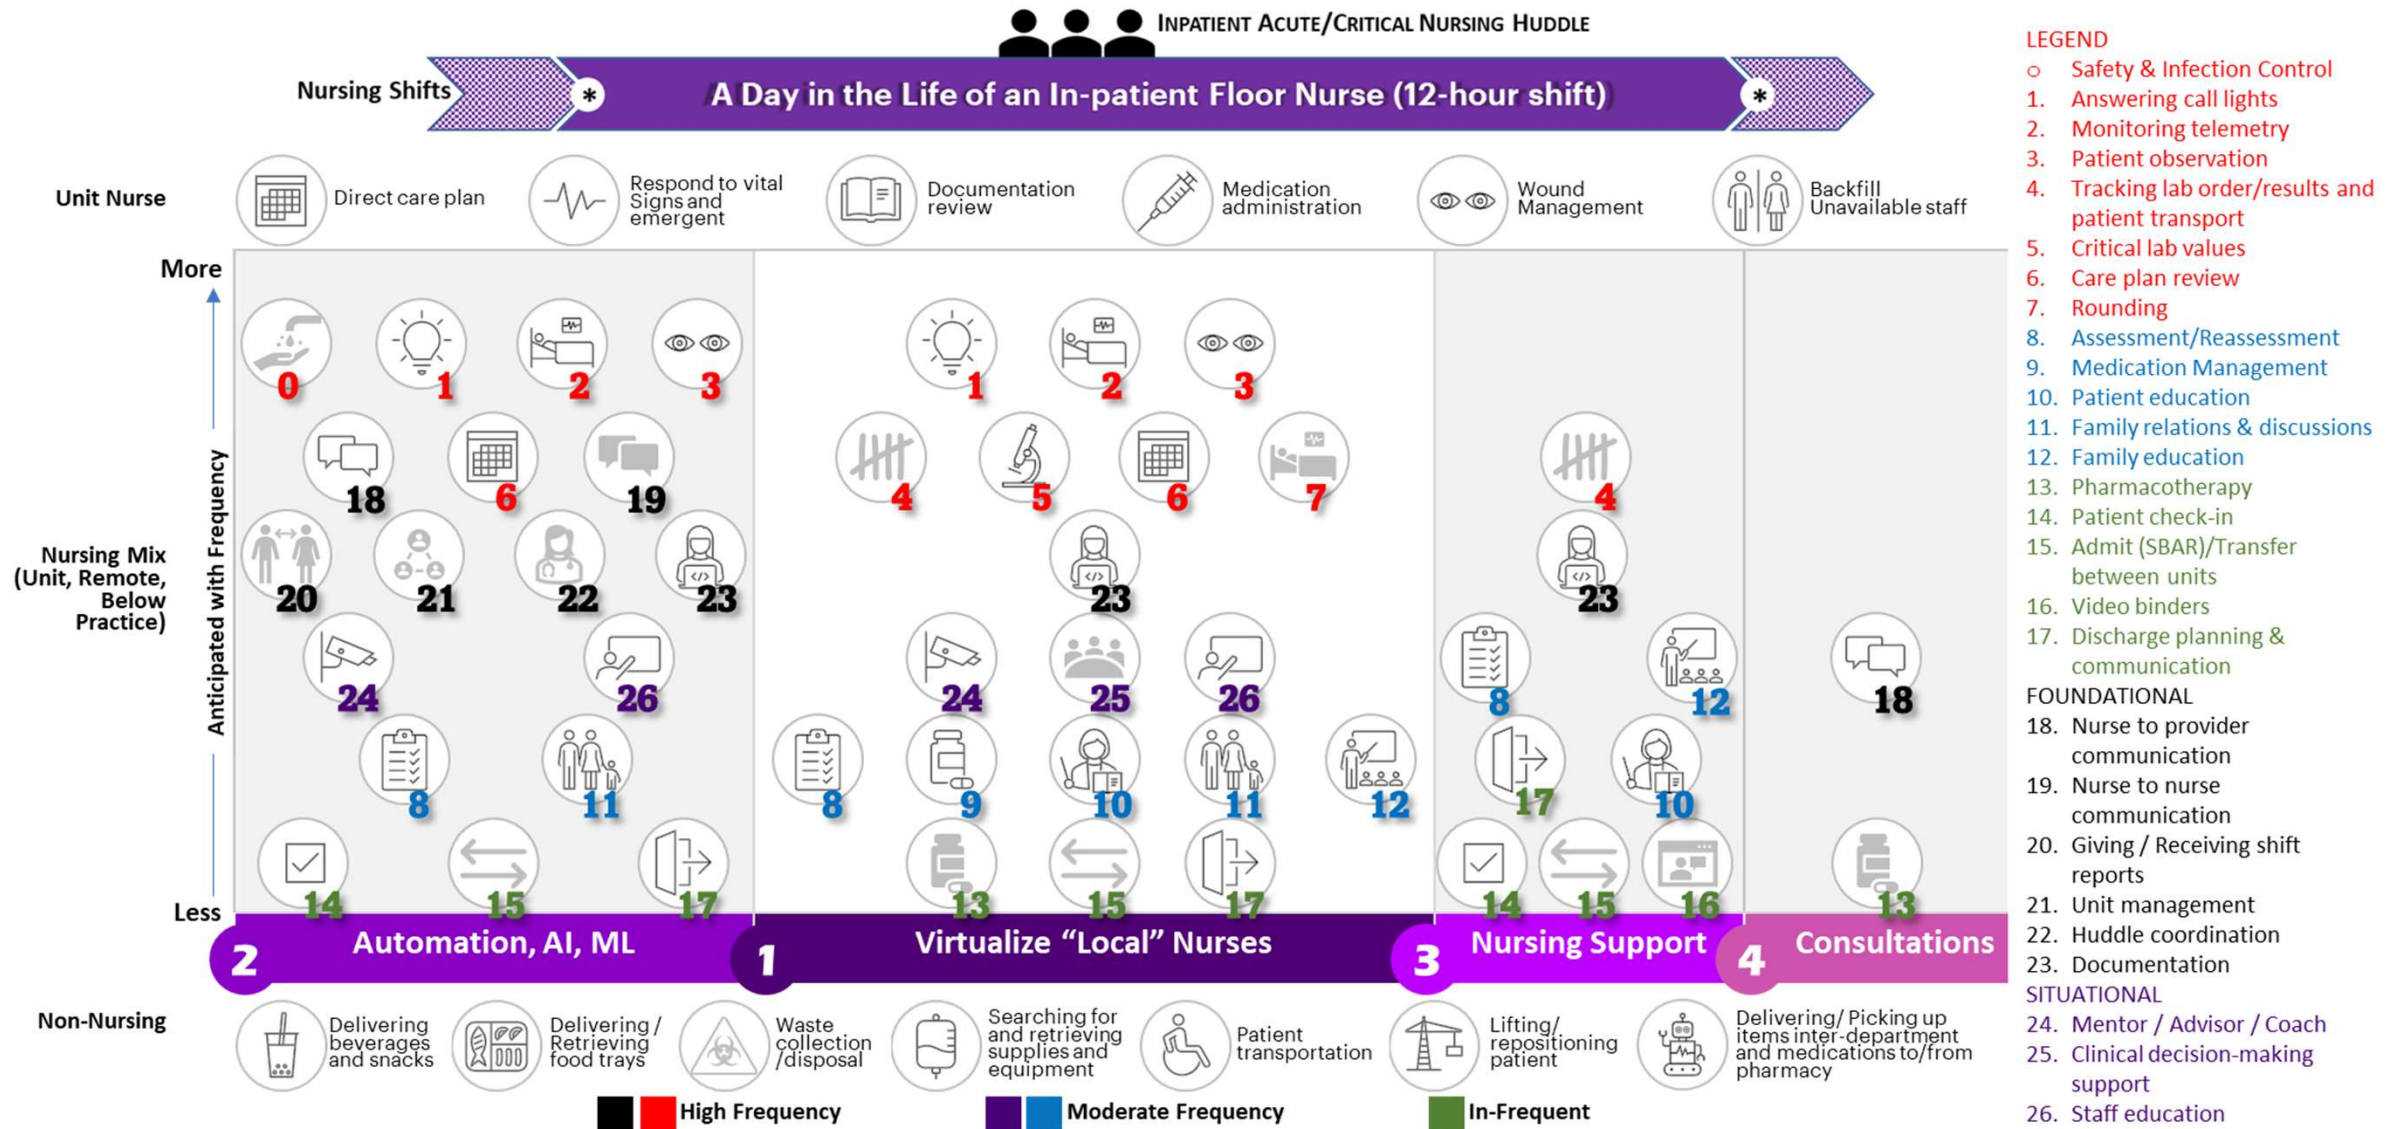 INPATIENT ACUTE/CRITICAL NURSING HUDDLE
Nursing Shifts
*
A Day in the Life of an In-patient Floor Nurse (12-hour shift)
*
Unit Nurse
Direct care plan
Respond to vital
Signs and
emergent
Documentation
review
Medication
administration
Wound
Management
Backfill
Unavailable staff
More
Anticipated with Frequency
Less
Nursing Mix
(Unit, Remote,
Below
Practice)
0 1 2 3
18 6 19
20 21 22 23
24 26
8 11
14 15 17
1 2 3
4 5 6 7
23
24 25 26
8 9 10 11 12
13 15 17
4
23
8 12
17 10
14 15 16
18
13
2 Automation, AI, ML
1 Virtualize “Local” Nurses
3 Nursing Support
4 Consultations
Non-Nursing
Delivering
beverages
and snacks
Delivering /
Retrieving
food trays
Waste
collection
/disposal
Searching for
and retrieving
supplies and
equipment
Patient
transportation
Lifting/
repositioning
patient
Delivering/ Picking up
items inter-department
and medications to/from
pharmacy
High Frequency
Moderate Frequency
In-Frequent
LEGEND
o Safety & Infection Control
1. Answering call lights
2. Monitoring telemetry
3. Patient observation
4. Tracking lab order/results and
patient transport
5. Critical lab values
6. Care plan review
7. Rounding
8. Assessment/Reassessment
9. Medication Management
10. Patient education
11. Family relations & discussions
12. Family education
13. Pharmacotherapy
14. Patient check-in
15. Admit (SBAR)/Transfer
between units
16. Video binders
17. Discharge planning &
communication
FOUNDATIONAL
18. Nurse to provider
communication
19. Nurse to nurse
communication
20. Giving / Receiving shift
reports
21. Unit management
22. Huddle coordination
23. Documentation
SITUATIONAL
24. Mentor / Advisor / Coach
25. Clinical decision-making
support
26. Staff education